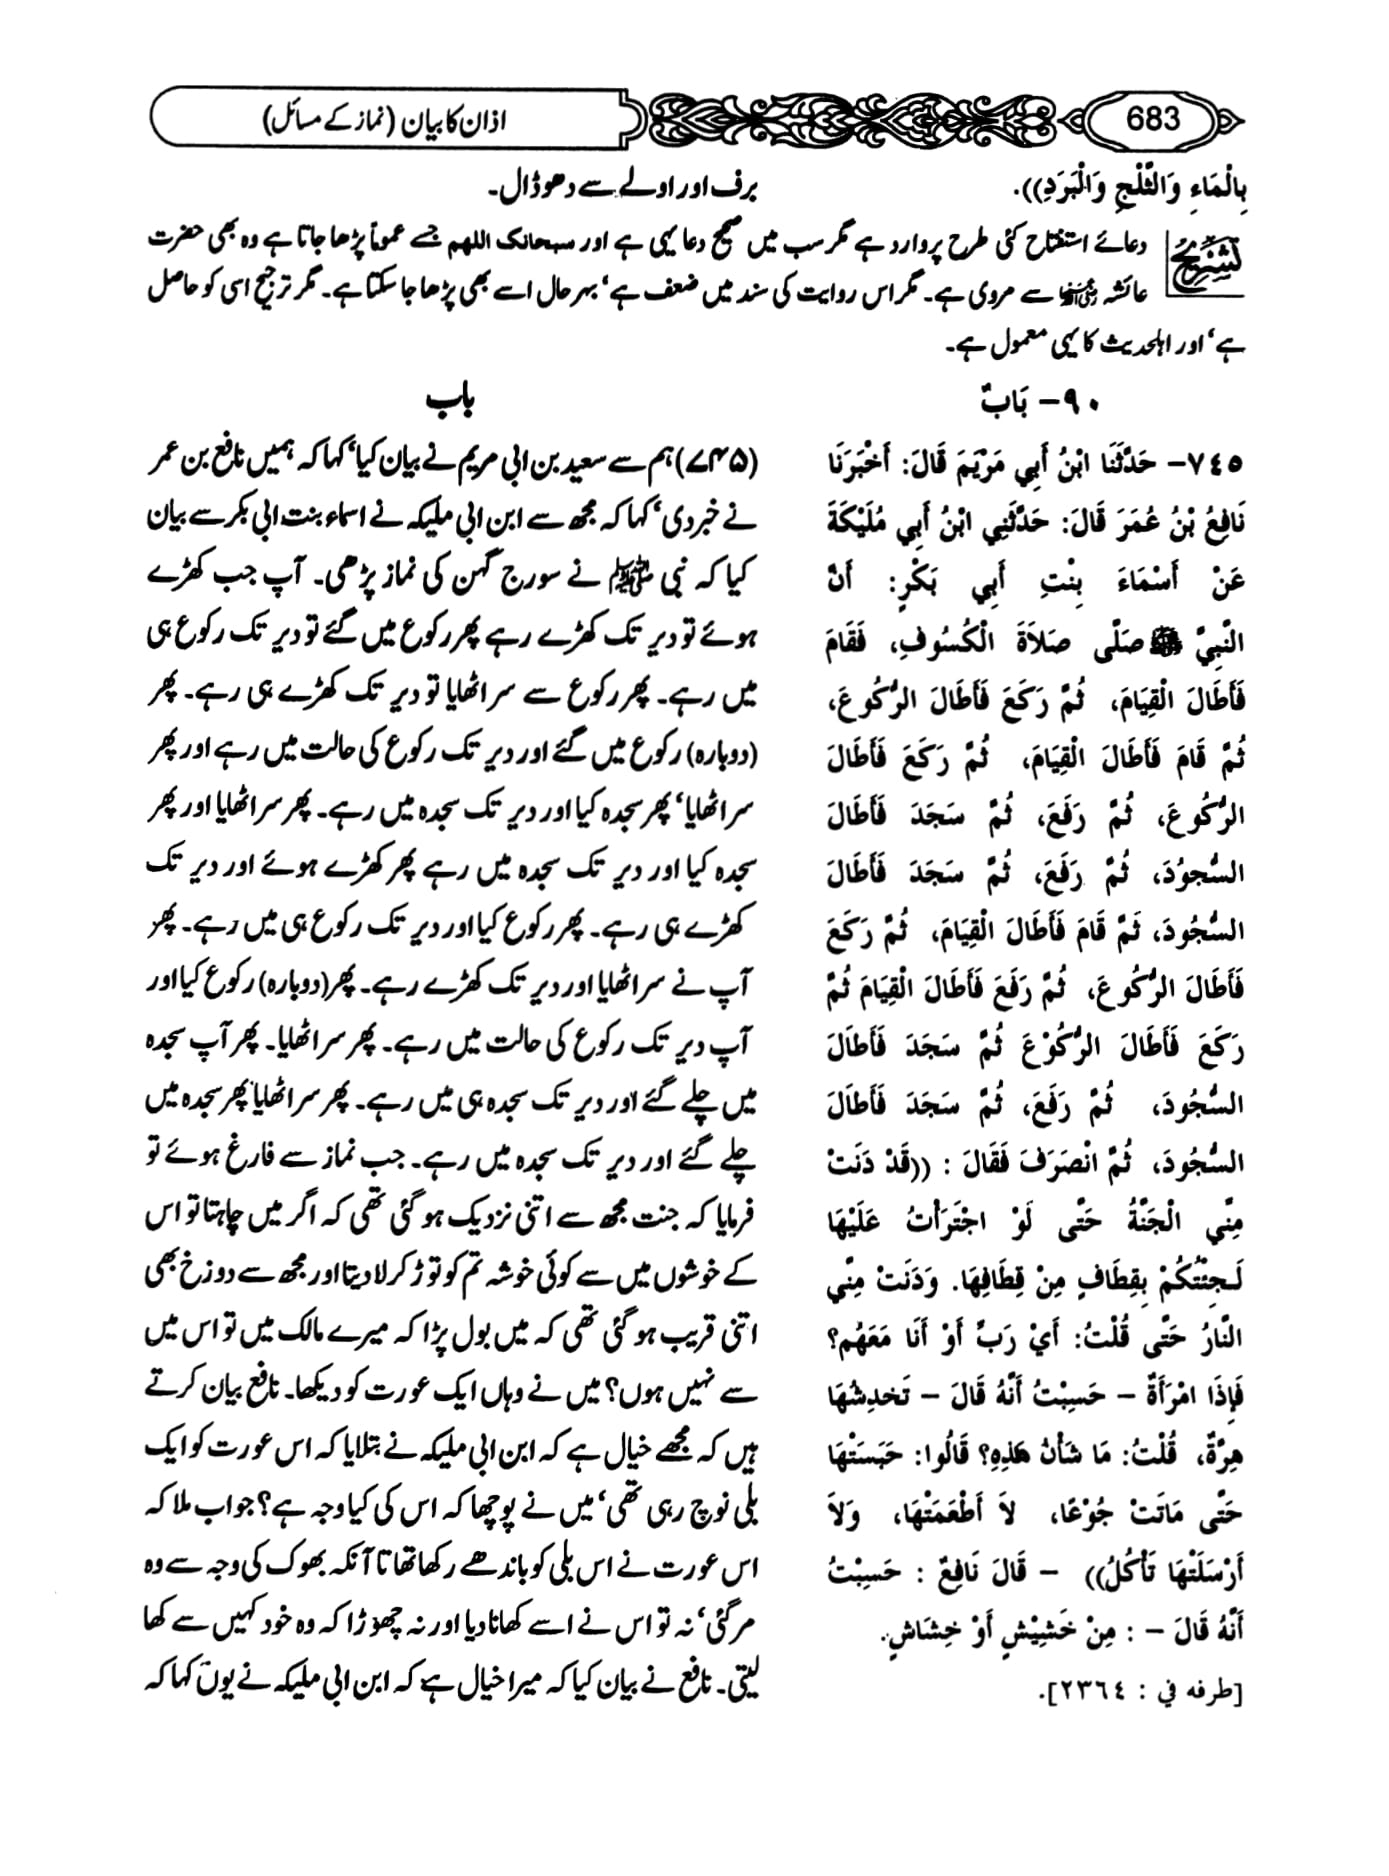 683
اذان کا بیان (نماز کے مسائل)
بِالْمَاءِ وَالثَّلْجِ وَالْبَرَدِ)).
برف اور اولے سے دھو ڈال۔
تشریح
دعائے استفتاح کئی طرح پر وارد ہے مگر سب میں صحیح دعا یہی ہے اور سبحانک اللھم جسے عموماً پڑھا جاتا ہے وہ بھی حضرت
عائشہ رضی اللہ عنہا سے مروی ہے۔ مگر اس روایت کی سند میں ضعف ہے‘ بہر حال اسے بھی پڑھا جا سکتا ہے۔ مگر ترجیح اسی کو حاصل
ہے‘ اور اہلحدیث کا یہی معمول ہے۔
٩٠- بَابٌ
٧٤٥- حَدَّثَنَا ابْنُ أَبِي مَرْيَمَ قَالَ: أَخْبَرَنَا
نَافِعُ بْنُ عُمَرَ قَالَ: حَدَّثَنِي ابْنُ أَبِي مُلَيْكَةَ
عَنْ أَسْمَاءَ بِنْتِ أَبِي بَكْرٍ: أَنَّ
النَّبِيَّ ﷺ صَلَّى صَلاَةَ الْكُسُوفِ، فَقَامَ
فَأَطَالَ الْقِيَامَ، ثُمَّ رَكَعَ فَأَطَالَ الرُّكُوعَ،
ثُمَّ قَامَ فَأَطَالَ الْقِيَامَ، ثُمَّ رَكَعَ فَأَطَالَ
الرُّكُوعَ، ثُمَّ رَفَعَ، ثُمَّ سَجَدَ فَأَطَالَ
السُّجُوْدَ، ثُمَّ رَفَعَ، ثُمَّ سَجَدَ فَأَطَالَ
السُّجُودَ، ثَمَّ قَامَ فَأَطَالَ الْقِيَامَ، ثُمَّ رَكَعَ
فَأَطَالَ الرُّكُوعَ، ثُمَّ رَفَعَ فَأَطَالَ الْقِيَامَ ثُمَّ
رَكَعَ فَأَطَالَ الرُّكُوْعَ ثُمَّ سَجَدَ فَأَطَالَ
السُّجُودَ، ثُمَّ رَفَعَ، ثُمَّ سَجَدَ فَأَطَالَ
السُّجُودَ، ثُمَّ انْصَرَفَ فَقَالَ : ((قَدْ دَنَتْ
مِنِّي الْجَنَّةُ حَتَّى لَوْ اجْتَرَأْتُ عَلَيْهَا
لَجِئْتُكُمْ بِقِطَافٍ مِنْ قِطَافِهَا. وَدَنَتْ مِنِّي
النَّارُ حَتَّى قُلْتُ: أَيْ رَبِّ أَوْ أَنَا مَعَهُم؟
فَإِذَا امْرَأَةٌ – حَسِبْتُ أَنَّهُ قَالَ – تَخدِشُهَا
هِرَّةٌ، قُلْتُ: مَا شَأْنُ هَذِهِ؟ قَالُوا: حَبَسَتْهَا
حَتَّى مَاتَتْ جُوْعًا، لاَ أَطْعَمَتْهَا، وَلاَ
أَرْسَلَتْهَا تَأْكُلُ)) – قَالَ نَافِعٌ : حَسِبْتُ
أَنَّهُ قَالَ – : مِنْ خَشِيْشِ أَوْ خِشَاشِ.
[طرفه في : ٢٣٦٤].
باب
(۷۴۵) ہم سے سعید بن ابی مریم نے بیان کیا‘ کہا کہ ہمیں نافع بن عمر
نے خبر دی‘ کہا کہ مجھ سے ابن ابی ملیکہ نے اسماء بنت ابی بکر سے بیان
کیا کہ نبی ﷺ نے سورج گہن کی نماز پڑھی۔ آپ جب کھڑے
ہوئے تو دیر تک کھڑے رہے پھر رکوع میں گئے تو دیر تک رکوع ہی
میں رہے۔ پھر رکوع سے سر اٹھایا تو دیر تک کھڑے ہی رہے۔ پھر
(دوبارہ) رکوع میں گئے اور دیر تک رکوع کی حالت میں رہے اور پھر
سر اٹھایا‘ پھر سجدہ کیا اور دیر تک سجدہ میں رہے۔ پھر سر اٹھایا اور پھر
سجدہ کیا اور دیر تک سجدہ میں رہے پھر کھڑے ہوئے اور دیر تک
کھڑے ہی رہے۔ پھر رکوع کیا اور دیر تک رکوع ہی میں رہے۔ پھر
آپ نے سر اٹھایا اور دیر تک کھڑے رہے۔ پھر (دوبارہ) رکوع کیا اور
آپ دیر تک رکوع کی حالت میں رہے۔ پھر سر اٹھایا۔ پھر آپ سجدہ
میں چلے گئے اور دیر تک سجدہ ہی میں رہے۔ پھر سر اٹھایا پھر سجدہ میں
چلے گئے اور دیر تک سجدہ میں رہے۔ جب نماز سے فارغ ہوئے تو
فرمایا کہ جنت مجھ سے اتنی نزدیک ہو گئی تھی کہ اگر میں چاہتا تو اس
کے خوشوں میں سے کوئی خوشہ تم کو توڑ کر لا دیتا اور مجھ سے دوزخ بھی
اتنی قریب ہو گئی تھی کہ میں بول پڑا کہ میرے مالک میں تو اس میں
سے نہیں ہوں؟ میں نے وہاں ایک عورت کو دیکھا۔ نافع بیان کرتے
ہیں کہ مجھے خیال ہے کہ ابن ابی ملیکہ نے بتلایا کہ اس عورت کو ایک
بلی نوچ رہی تھی‘ میں نے پوچھا کہ اس کی کیا وجہ ہے؟ جواب ملا کہ
اس عورت نے اس بلی کو باندھے رکھا تھا تا آنکہ بھوک کی وجہ سے وہ
مر گئی‘ نہ تو اس نے اسے کھانا دیا اور نہ چھوڑا کہ وہ خود کہیں سے کھا
لیتی۔ نافع نے بیان کیا کہ میرا خیال ہے کہ ابن ابی ملیکہ نے یوں کہا کہ